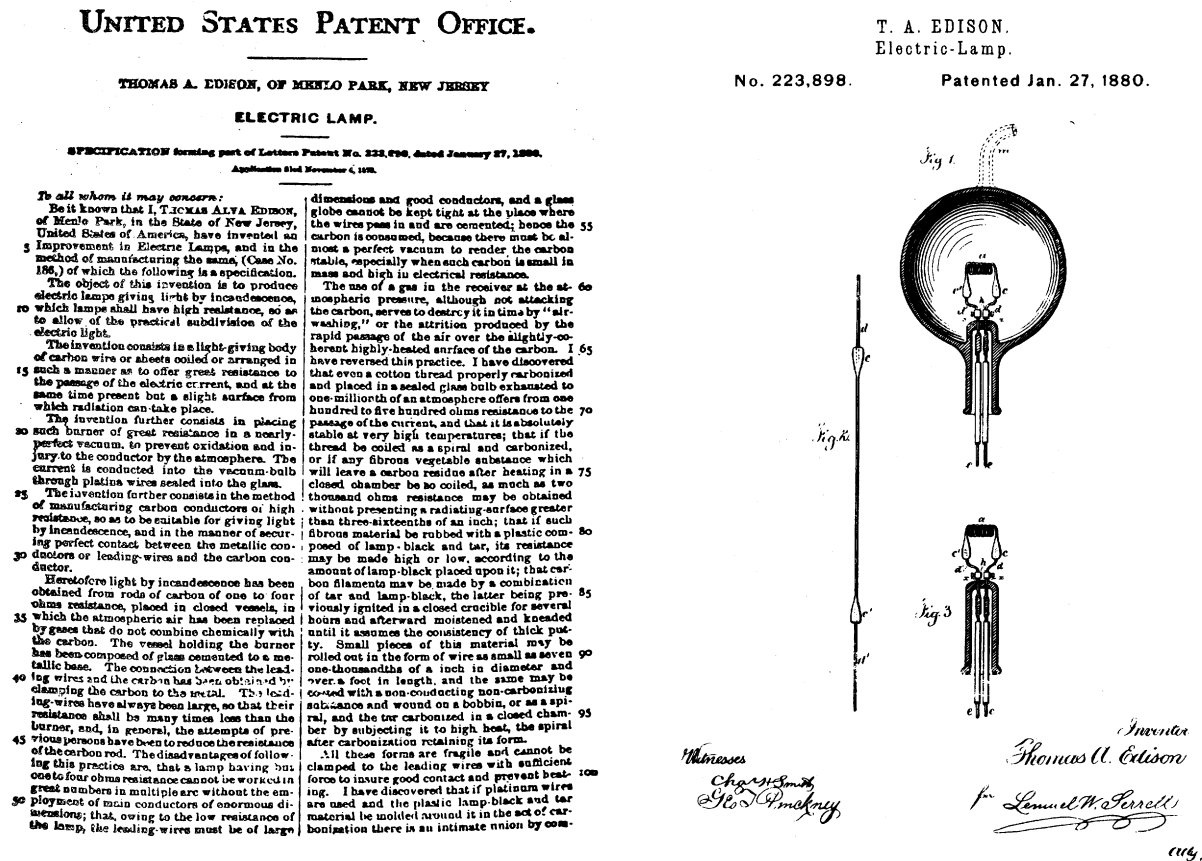 UNITED STATES PATENT OFFICE.
THOMAS A. EDISON, OF MENLO PARK, NEW JERSEY
ELECTRIC LAMP.
SPECIFICATION forming part of Letters Patent No. 223,898, dated January 27, 1880.
Application filed November 4, 1879.
To all whom it may concern:
Be it known that I, THOMAS ALVA EDISON,
of Menlo Park, in the State of New Jersey,
United States of America, have invented an
5 Improvement in Electric Lamps, and in the
method of manufacturing the same, (Case No.
186,) of which the following is a specification.
The object of this invention is to produce
electric lamps giving light by incandescence,
10 which lamps shall have high resistance, so as
to allow of the practical subdivision of the
electric light.
The invention consists in a light-giving body
of carbon wire or sheets coiled or arranged in
15 such a manner as to offer great resistance to
the passage of the electric current, and at the
same time present but a slight surface from
which radiation can take place.
The invention further consists in placing
20 such burner of great resistance in a nearly-
perfect vacuum, to prevent oxidation and in-
jury to the conductor by the atmosphere. The
current is conducted into the vacuum-bulb
through platina wires sealed into the glass.
25 The invention further consists in the method
of manufacturing carbon conductors of high
resistance, so as to be suitable for giving light
by incandescence, and in the manner of secur-
ing perfect contact between the metallic con-
30 ductors or leading-wires and the carbon con-
ductor.
Heretofore light by incandescence has been
obtained from rods of carbon of one to four
ohms resistance, placed in closed vessels, in
35 which the atmospheric air has been replaced
by gases that do not combine chemically with
the carbon. The vessel holding the burner
has been composed of glass cemented to a me-
tallic base. The connection between the lead-
40 ing wires and the carbon has been obtained by
clamping the carbon to the metal. The lead-
ing-wires have always been large, so that their
resistance shall be many times less than the
burner, and, in general, the attempts of pre-
45 vious persons have been to reduce the resistance
of the carbon rod. The disadvantages of follow-
ing this practice are, that a lamp having but
one to four ohms resistance cannot be worked in
great numbers in multiple arc without the em-
50 ployment of main conductors of enormous di-
mensions; that, owing to the low resistance of
the lamp, the leading-wires must be of large
dimensions and good conductors, and a glass
globe cannot be kept tight at the place where
the wires pass in and are cemented; hence the 55
carbon is consumed, because there must be al-
most a perfect vacuum to render the carbon
stable, especially when such carbon is small in
mass and high in electrical resistance.
The use of a gas in the receiver at the at- 60
mospheric pressure, although not attacking
the carbon, serves to destroy it in time by "air-
washing," or the attrition produced by the
rapid passage of the air over the slightly-co-
herent highly-heated surface of the carbon. I 65
have reversed this practice. I have discovered
that even a cotton thread properly carbonized
and placed in a sealed glass bulb exhausted to
one-millionth of an atmosphere offers from one
hundred to five hundred ohms resistance to the 70
passage of the current, and that it is absolutely
stable at very high temperatures; that if the
thread be coiled as a spiral and carbonized,
or if any fibrous vegetable substance which
will leave a carbon residue after heating in a 75
closed chamber be so coiled, as much as two
thousand ohms resistance may be obtained
without presenting a radiating-surface greater
than three-sixteenths of an inch; that if such
fibrous material be rubbed with a plastic com- 80
posed of lamp-black and tar, its resistance
may be made high or low, according to the
amount of lamp-black placed upon it; that car-
bon filaments may be made by a combination
of tar and lamp-black, the latter being pre- 85
viously ignited in a closed crucible for several
hours and afterward moistened and kneaded
until it assumes the consistency of thick put-
ty. Small pieces of this material may be
rolled out in the form of wire as small as seven 90
one-thousandths of a inch in diameter and
over a foot in length, and the same may be
coated with a non-conducting non-carbonizing
substance and wound on a bobbin, or as a spi-
ral, and the tar carbonized in a closed cham- 95
ber by subjecting it to high heat, the spiral
after carbonization retaining its form.
All these forms are fragile and cannot be
clamped to the leading wires with sufficient
force to insure good contact and prevent heat- 100
ing. I have discovered that if platinum wires
are used and the plastic lamp-black and tar
material be molded around it in the act of car-
bonization there is an intimate union by com-
T. A. EDISON.
Electric-Lamp.
No. 223,898. Patented Jan. 27, 1880.
Fig 1.
m
a
c' c
d h d
x x
e e
d
c
Fig 2.
c'
d'
Fig 3
a
c' c
d h d
x x
e e
Witnesses
Chas H Smith
Geo T Pinckney
Inventor
Thomas A. Edison
for Lemuel W. Serrell
atty